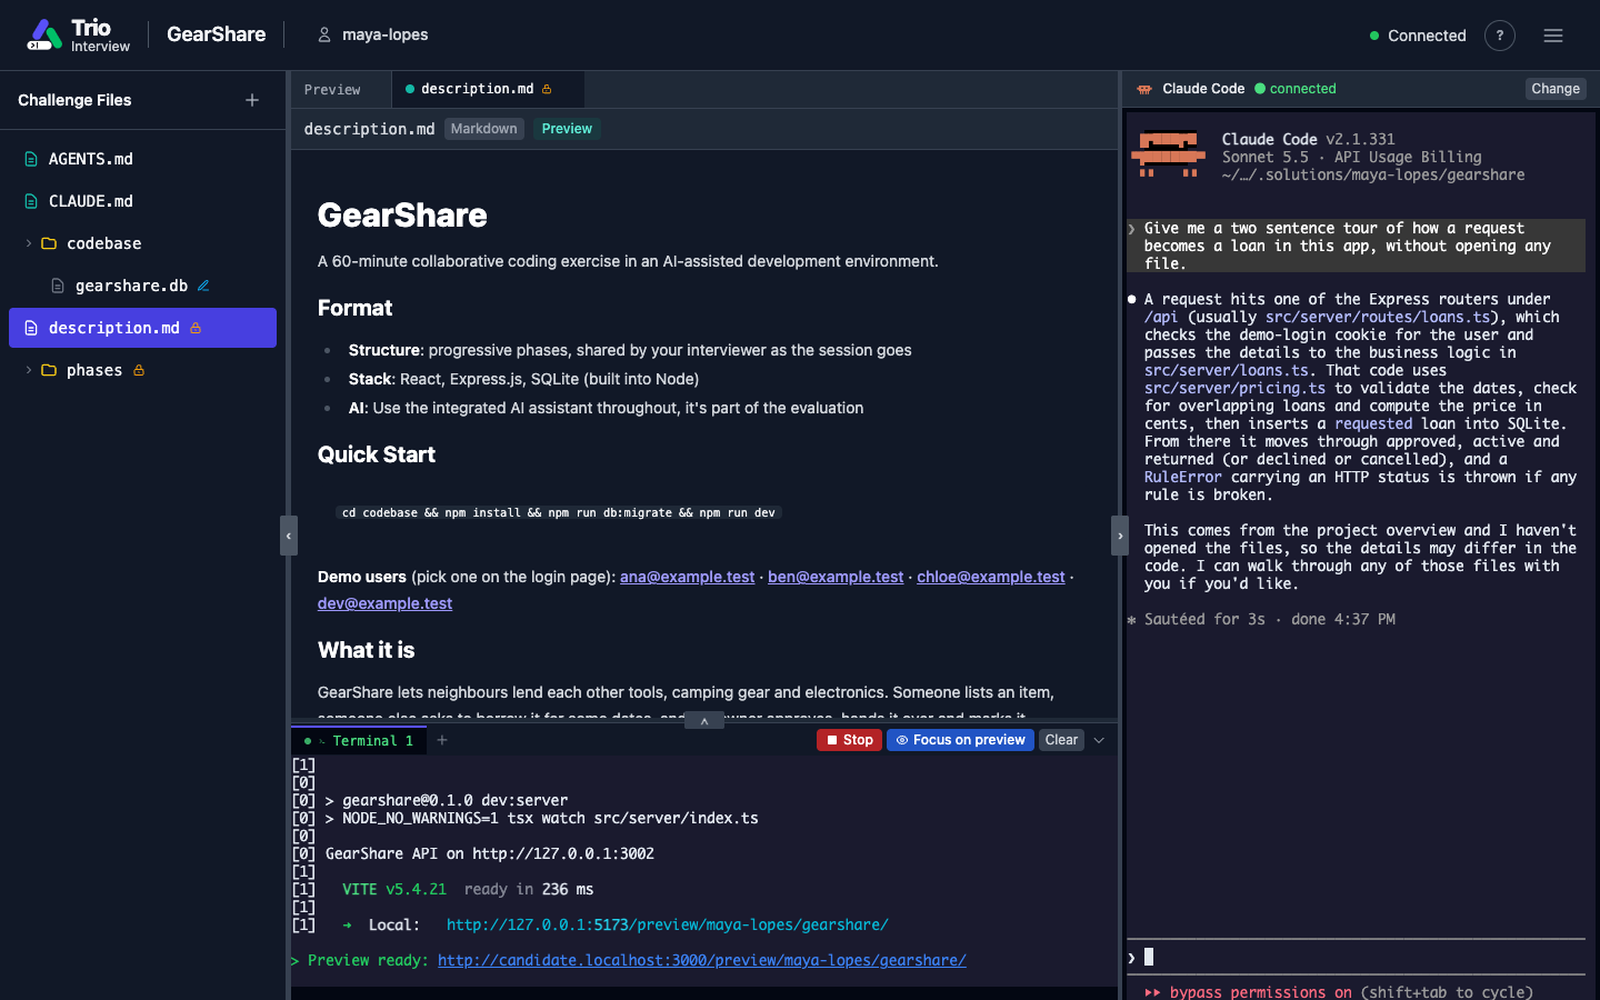 Trio
Interview
GearShare
maya-lopes
Connected
?
Challenge Files
AGENTS.md
CLAUDE.md
codebase
gearshare.db
description.md
phases
Preview
description.md
description.md Markdown Preview
GearShare
A 60-minute collaborative coding exercise in an AI-assisted development environment.
Format
Structure: progressive phases, shared by your interviewer as the session goes
Stack: React, Express.js, SQLite (built into Node)
AI: Use the integrated AI assistant throughout, it's part of the evaluation
Quick Start
cd codebase && npm install && npm run db:migrate && npm run dev
Demo users (pick one on the login page): ana@example.test · ben@example.test · chloe@example.test ·
dev@example.test
What it is
GearShare lets neighbours lend each other tools, camping gear and electronics. Someone lists an item,
Terminal 1
Stop
Focus on preview
Clear
[1]
[0]
[0] > gearshare@0.1.0 dev:server
[0] > NODE_NO_WARNINGS=1 tsx watch src/server/index.ts
[0]
[0] GearShare API on http://127.0.0.1:3002
[1]
[1] VITE v5.4.21 ready in 236 ms
[1]
[1] ➜ Local: http://127.0.0.1:5173/preview/maya-lopes/gearshare/
> Preview ready: http://candidate.localhost:3000/preview/maya-lopes/gearshare/
Claude Code connected
Change
Claude Code v2.1.331
Sonnet 5.5 · API Usage Billing
~/…/.solutions/maya-lopes/gearshare
❯ Give me a two sentence tour of how a request
becomes a loan in this app, without opening any
file.
● A request hits one of the Express routers under
/api (usually src/server/routes/loans.ts), which
checks the demo-login cookie for the user and
passes the details to the business logic in
src/server/loans.ts. That code uses
src/server/pricing.ts to validate the dates, check
for overlapping loans and compute the price in
cents, then inserts a requested loan into SQLite.
From there it moves through approved, active and
returned (or declined or cancelled), and a
RuleError carrying an HTTP status is thrown if any
rule is broken.
This comes from the project overview and I haven't
opened the files, so the details may differ in the
code. I can walk through any of those files with
you if you'd like.
✻ Sautéed for 3s · done 4:37 PM
❯
⏵⏵ bypass permissions on (shift+tab to cycle)